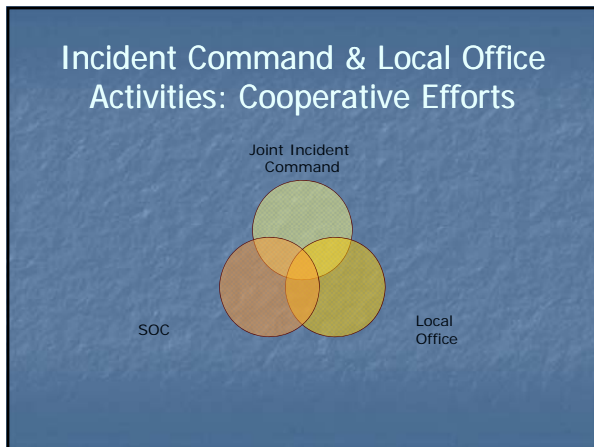 Incident Command & Local Office
Activities: Cooperative Efforts
Joint Incident
Command
SOC
Local
Office